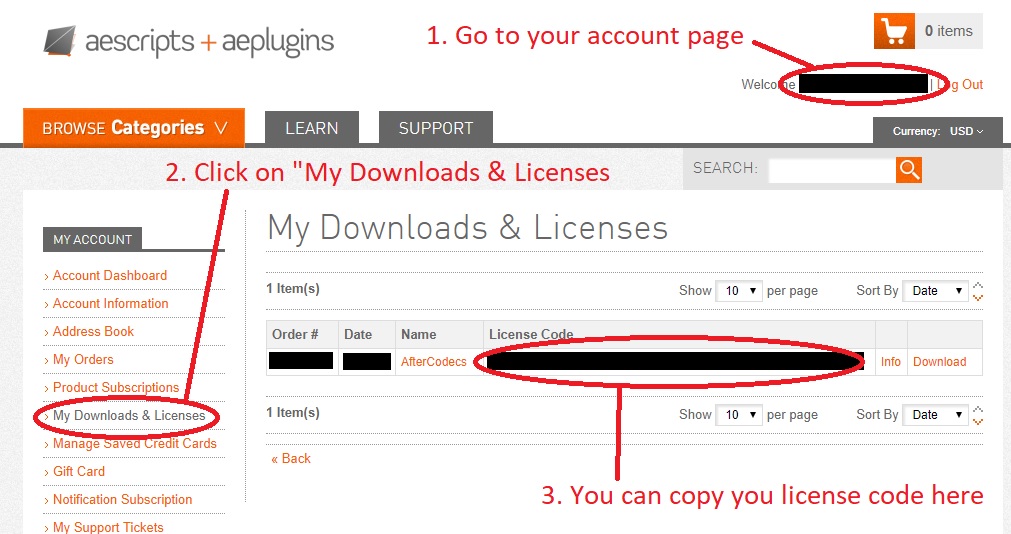 aescripts + aeplugins
1. Go to your account page
0 items
Welcome | Log Out
BROWSE Categories
LEARN
SUPPORT
Currency: USD
2. Click on "My Downloads & Licenses
SEARCH:
MY ACCOUNT
Account Dashboard
Account Information
Address Book
My Orders
Product Subscriptions
My Downloads & Licenses
Manage Saved Credit Cards
Gift Card
Notification Subscription
My Support Tickets
My Downloads & Licenses
1 Item(s)
Show 10 per page
Sort By Date
Order # Date Name License Code
AfterCodecs Info Download
1 Item(s)
Show 10 per page
Sort By Date
« Back
3. You can copy you license code here